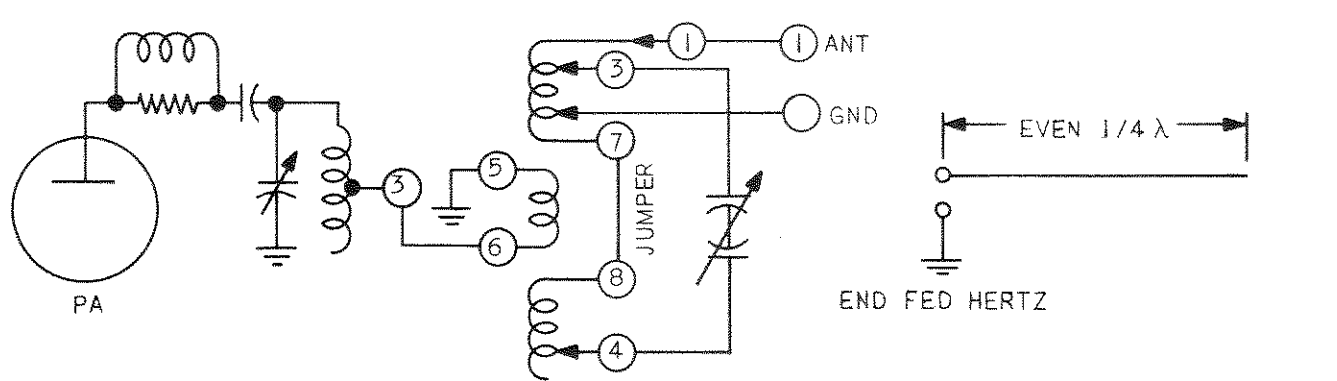 1
1 ANT
3
GND
7
EVEN 1/4 λ
5
3
JUMPER
6
8
END FED HERTZ
PA
4